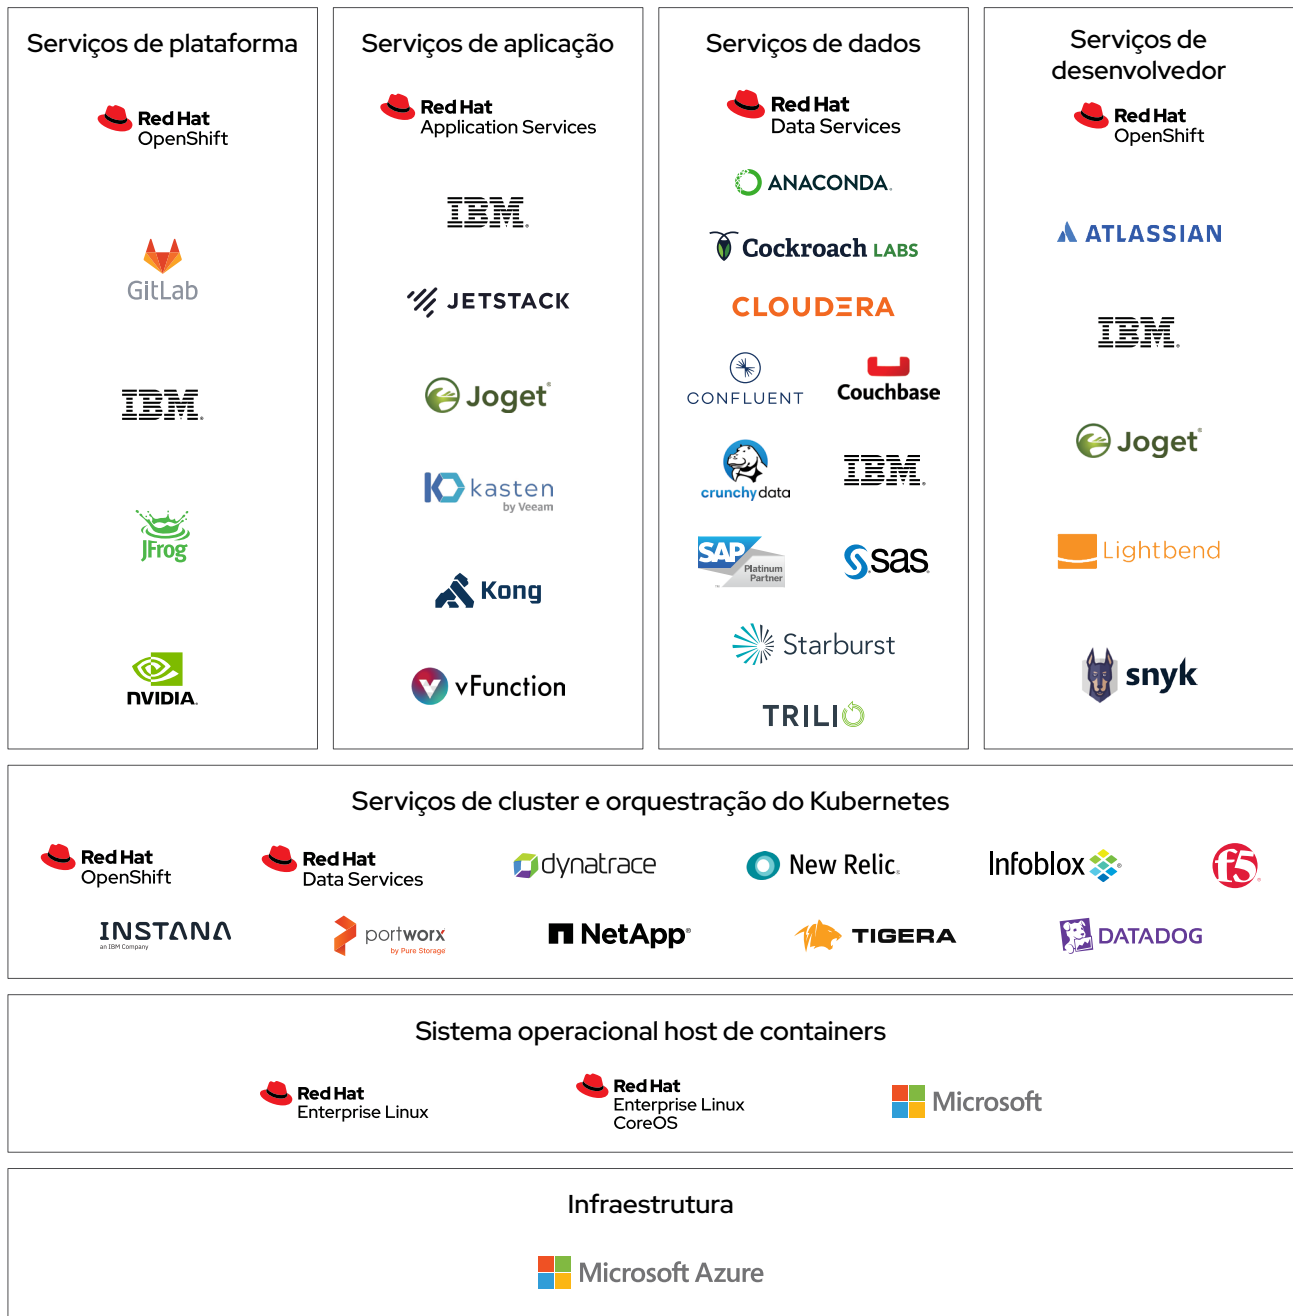 Serviços de plataforma
Red Hat
OpenShift
GitLab
IBM®
JFrog
NVIDIA.
Serviços de aplicação
Red Hat
Application Services
IBM®
JETSTACK
Joget®
kasten
by Veeam
Kong
vFunction
Serviços de dados
Red Hat
Data Services
ANACONDA.
Cockroach LABS
CLOUDERA
CONFLUENT
Couchbase
crunchydata
IBM®
SAP
Platinum
Partner
sas
Starburst
TRILIO
Serviços de
desenvolvedor
Red Hat
OpenShift
ATLASSIAN
IBM®
Joget®
Lightbend
snyk
Serviços de cluster e orquestração do Kubernetes
Red Hat
OpenShift
Red Hat
Data Services
dynatrace
New Relic®
Infoblox®
f5®
INSTANA
an IBM Company
portworx
by Pure Storage
NetApp®
TIGERA
DATADOG
Sistema operacional host de containers
Red Hat
Enterprise Linux
Red Hat
Enterprise Linux
CoreOS
Microsoft
Infraestrutura
Microsoft Azure